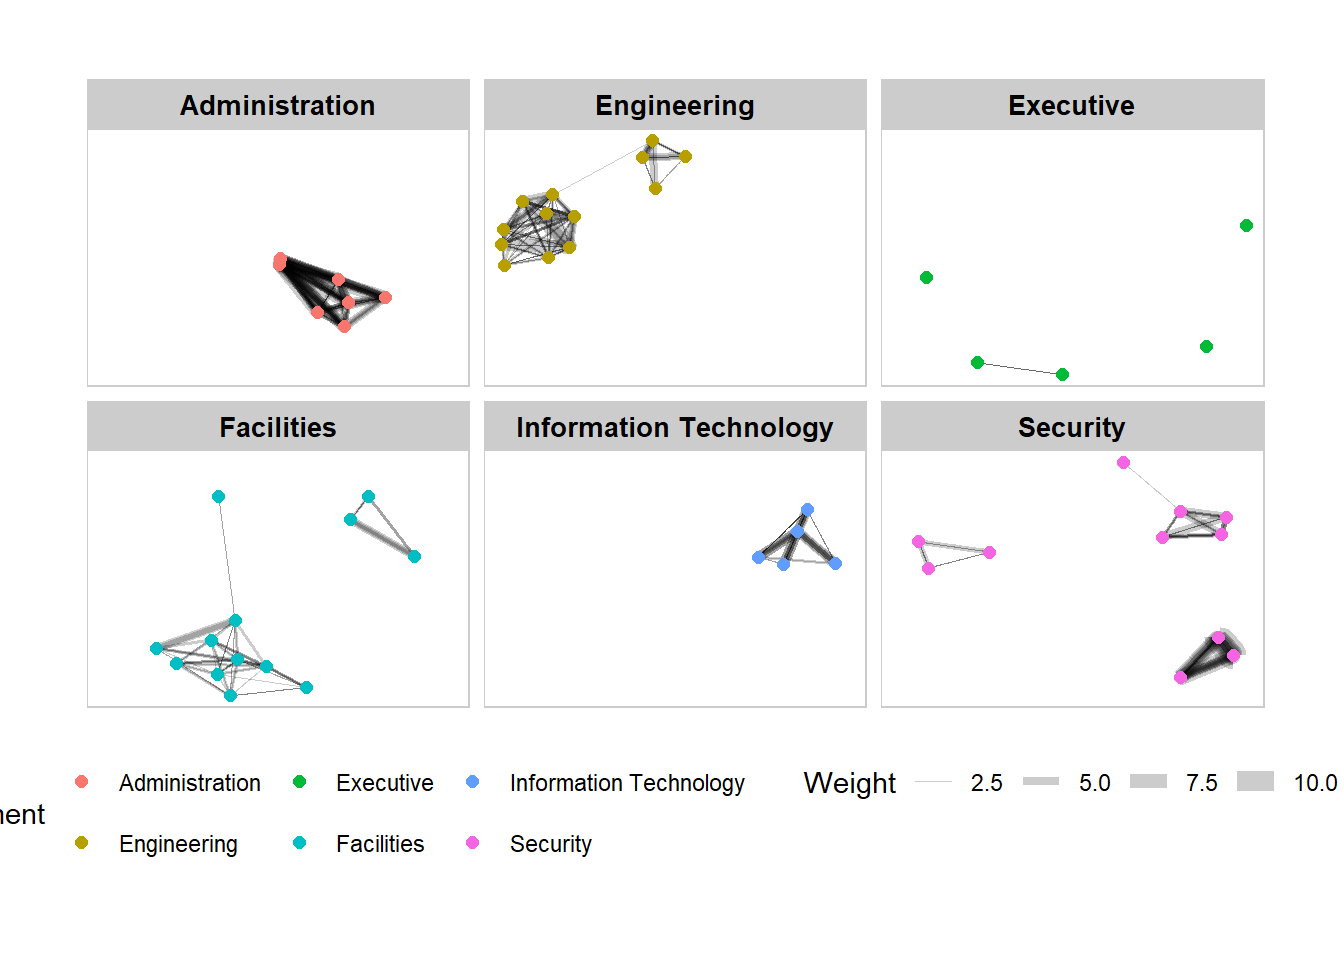 Administration
Engineering
Executive
Facilities
Information Technology
Security
ment
Administration
Executive
Information Technology
Engineering
Facilities
Security
Weight
2.5
5.0
7.5
10.0